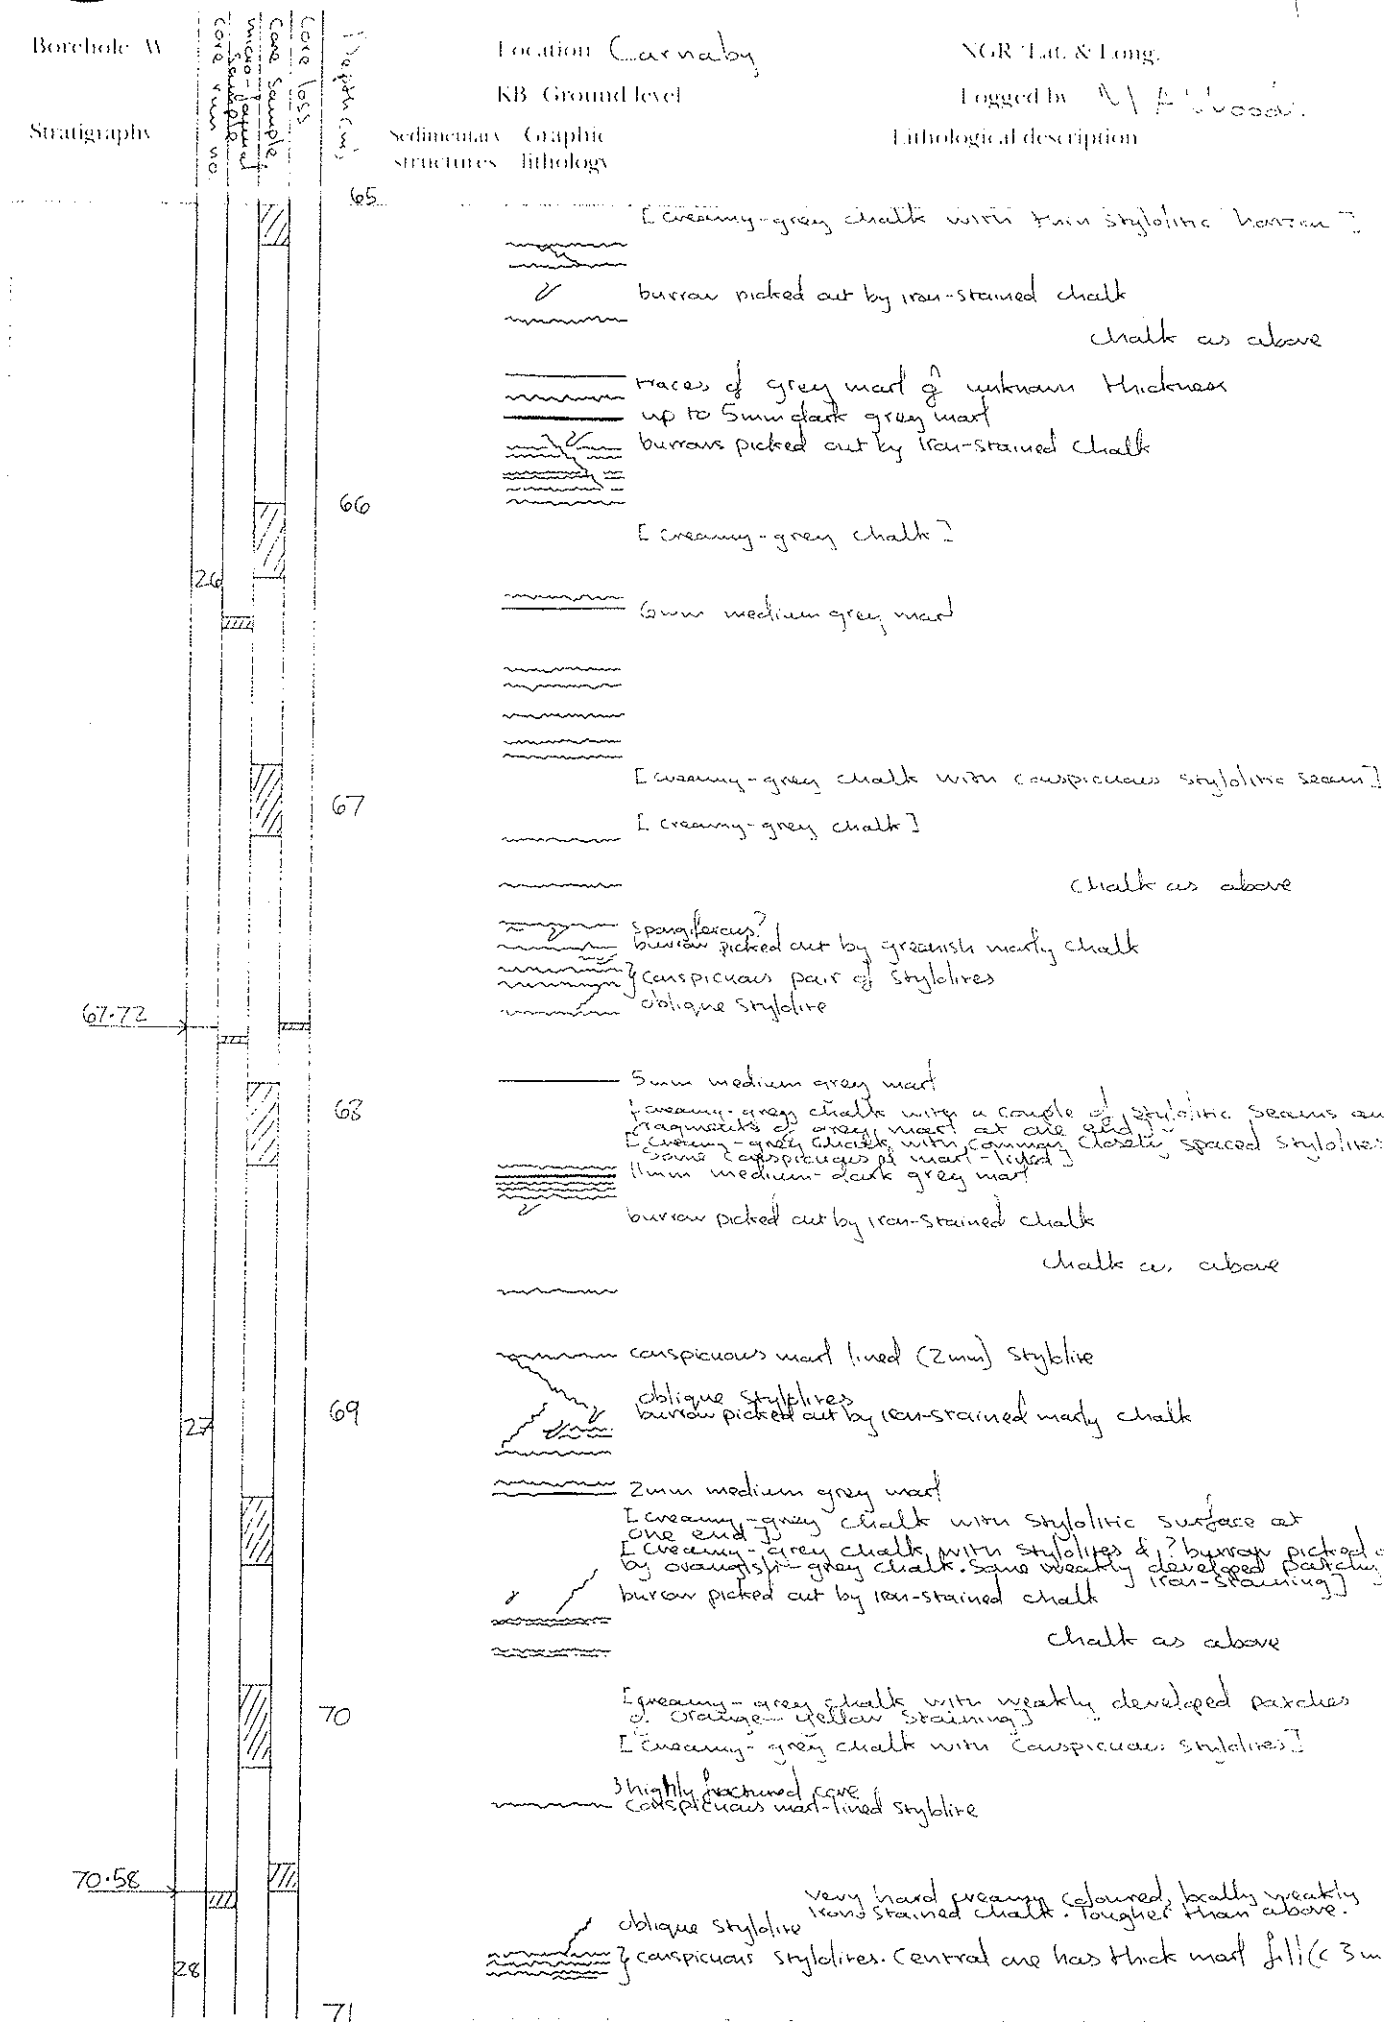 Borehole
Location Carnaby
NGR/Lat. & Long.
KB Ground level
Logged by M A Woods.
Stratigraphy
core run no
micro-faunal sample
Core sample
Core loss
Depth (m)
Sedimentary structures
Graphic lithology
Lithological description
65
[creamy-grey chalk with thin stylolitic horizon]
burrow picked out by iron-stained chalk
chalk as above
traces of grey marl of unknown thickness
up to 5mm dark grey marl
burrows picked out by iron-stained chalk
66
[creamy-grey chalk]
26
6mm medium grey marl
[creamy-grey chalk with conspicuous stylolitic seam]
67
[creamy-grey chalk]
chalk as above
spongiferous?
burrow picked out by greenish marly chalk
} conspicuous pair of stylolites
oblique stylolite
67.72
5mm medium grey marl
68
[creamy-grey chalk with a couple of stylolitic seams an
fragments of grey marl at one end]
[creamy-grey chalk with common closely spaced stylolites
some conspicuous & marl-lined]
11mm medium-dark grey marl
burrow picked out by iron-stained chalk
chalk as above
conspicuous marl lined (2mm) stylolite
oblique stylolites
69
burrow picked out by iron-stained marly chalk
27
2mm medium grey marl
[creamy-grey chalk with stylolitic surface at
one end]
[creamy-grey chalk with stylolites & ?burrow picked o
by orangish-grey chalk. Some weakly developed patchy
iron-staining]
burrow picked out by iron-stained chalk
chalk as above
[creamy-grey chalk with weakly developed patches
of orange-yellow staining]
70
[creamy-grey chalk with conspicuous stylolites]
} highly fractured core
conspicuous marl-lined stylolite
70.58
very hard creamy coloured, locally weakly
iron stained chalk. Tougher than above.
oblique stylolite
} conspicuous stylolites. Central one has thick marl fill (c 3m
28
71